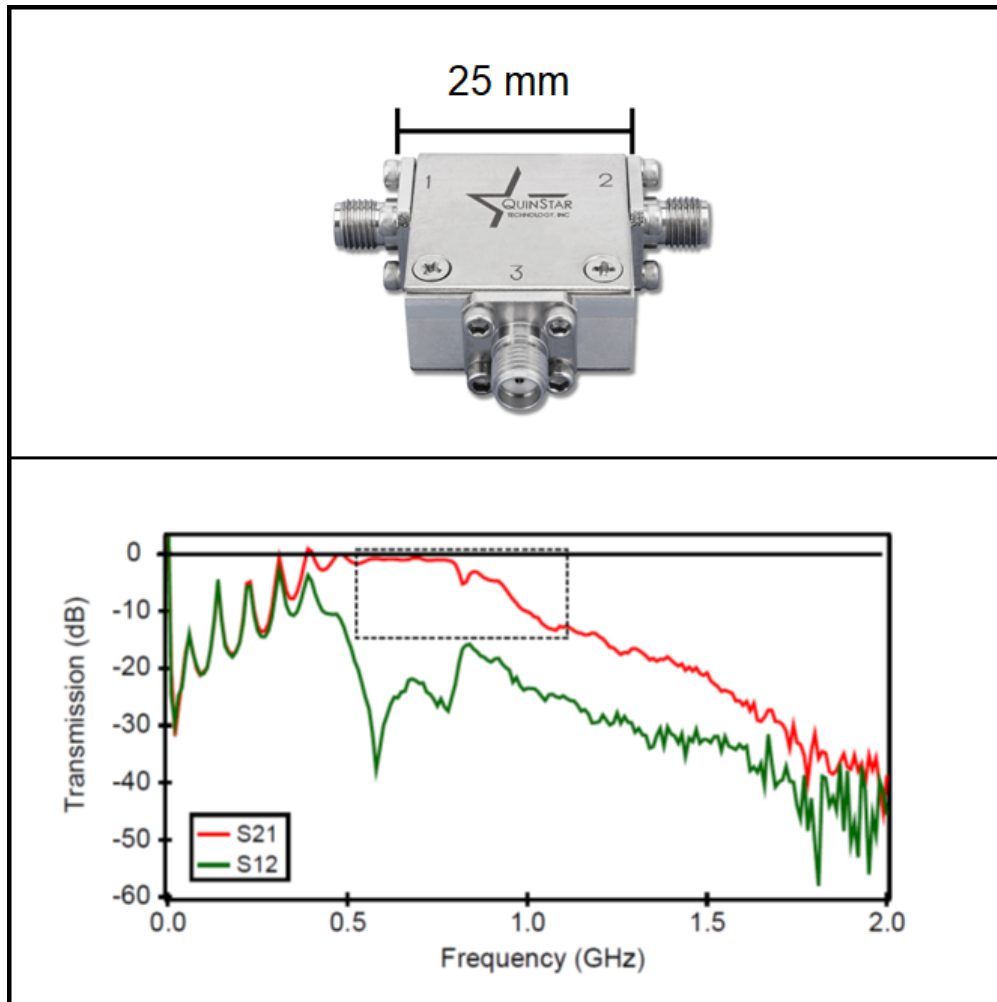 25 mm
1
2
QUINSTAR
TECHNOLOGY, INC
3
0
-10
-20
-30
-40
-50
-60
Transmission (dB)
S21
S12
0.0
0.5
1.0
1.5
2.0
Frequency (GHz)